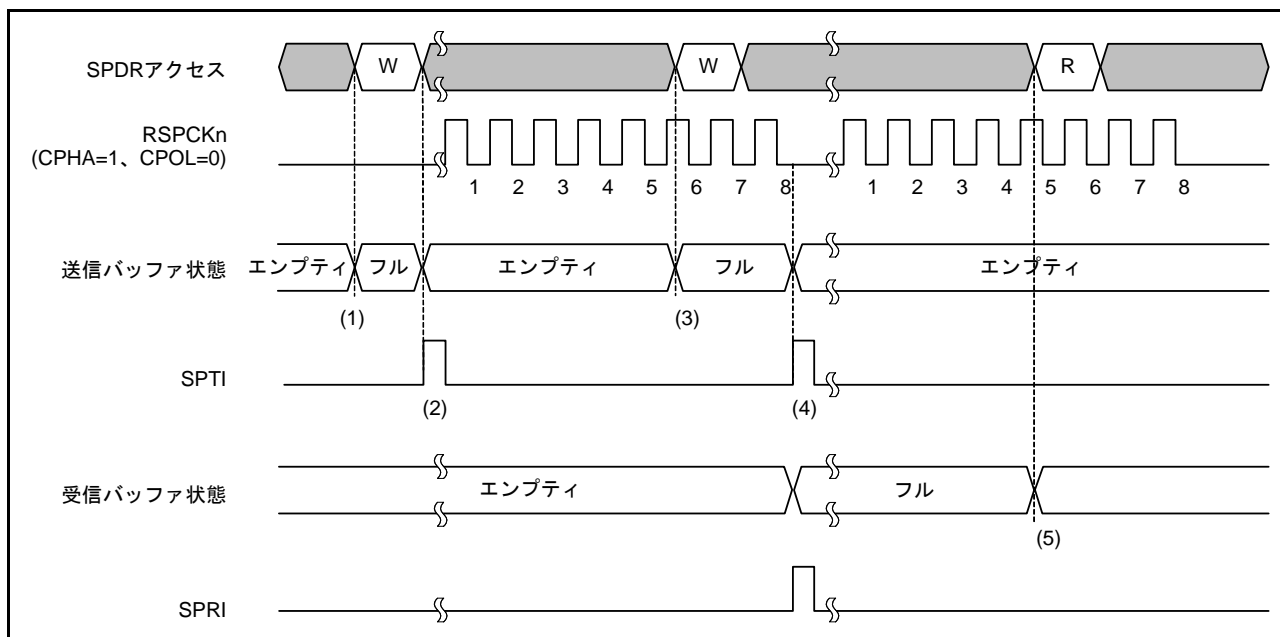 SPDRアクセス
W
W
R
RSPCKn
(CPHA=1、CPOL=0)
1 2 3 4 5 6 7 8 1 2 3 4 5 6 7 8
送信バッファ状態
エンプティ
フル
エンプティ
フル
エンプティ
(1)
(3)
SPTI
(2)
(4)
受信バッファ状態
エンプティ
フル
(5)
SPRI